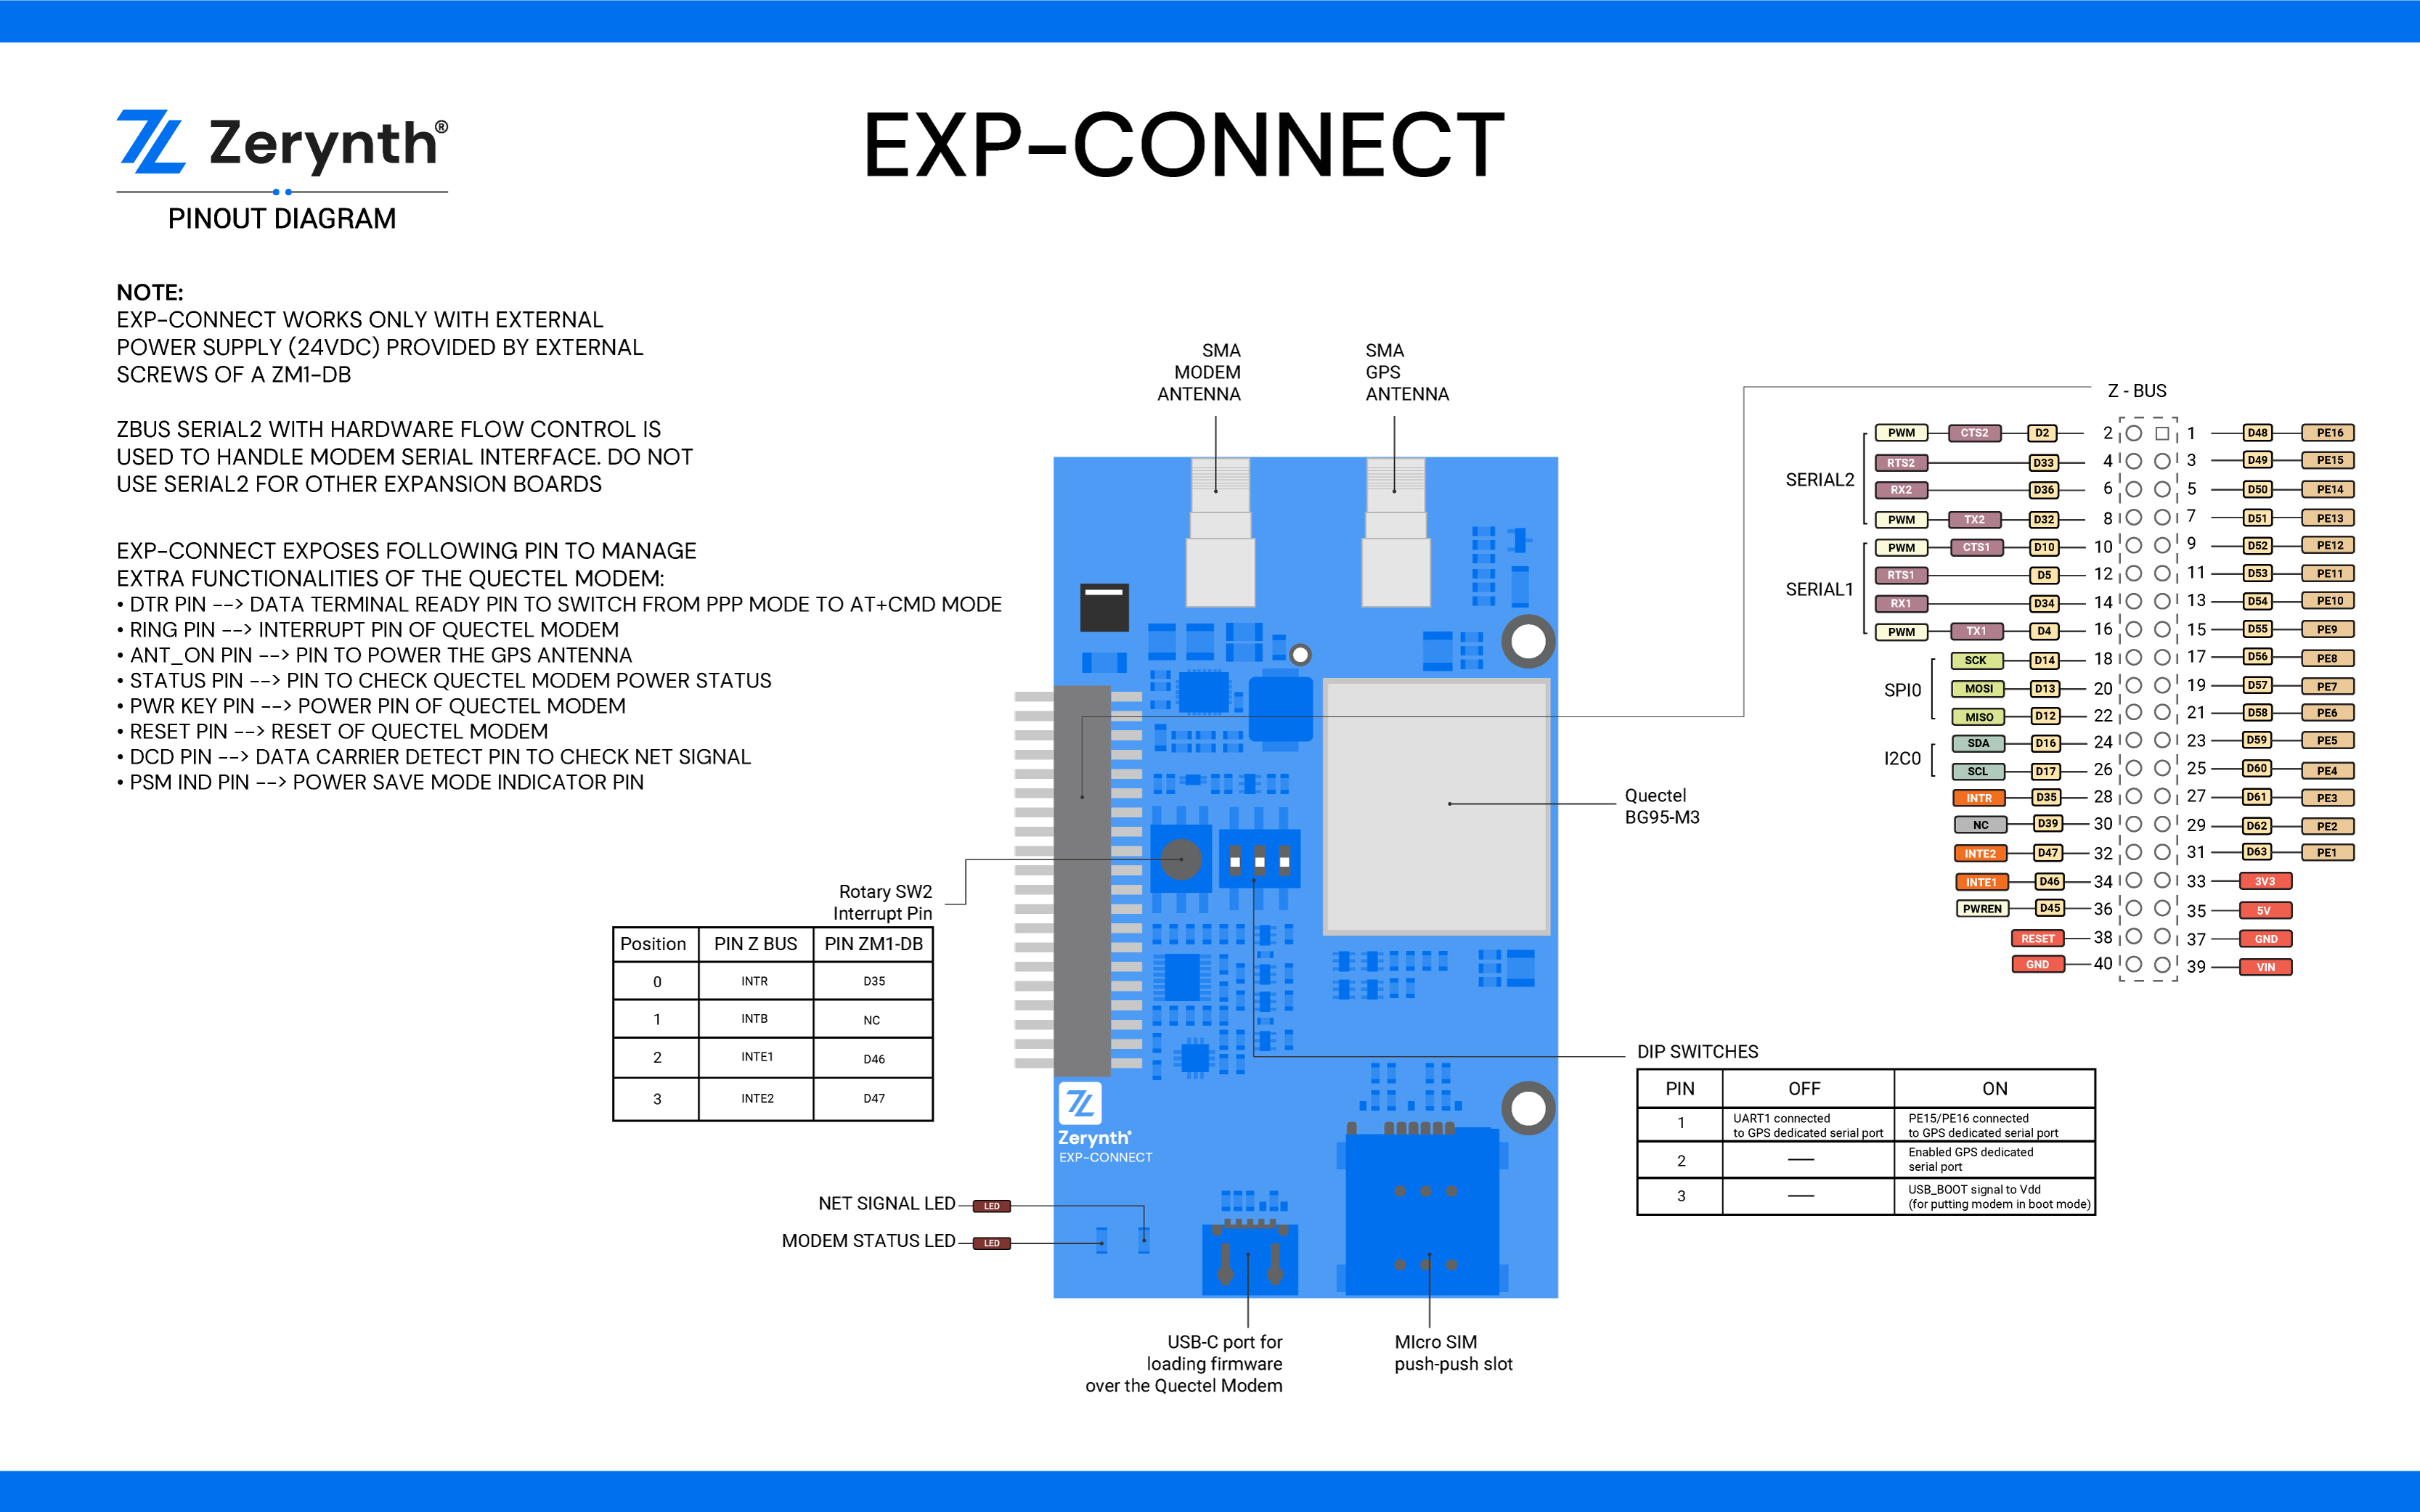 Zerynth®
PINOUT DIAGRAM
EXP-CONNECT
NOTE:
EXP-CONNECT WORKS ONLY WITH EXTERNAL
POWER SUPPLY (24VDC) PROVIDED BY EXTERNAL
SCREWS OF A ZM1-DB
ZBUS SERIAL2 WITH HARDWARE FLOW CONTROL IS
USED TO HANDLE MODEM SERIAL INTERFACE. DO NOT
USE SERIAL2 FOR OTHER EXPANSION BOARDS
EXP-CONNECT EXPOSES FOLLOWING PIN TO MANAGE
EXTRA FUNCTIONALITIES OF THE QUECTEL MODEM:
• DTR PIN --> DATA TERMINAL READY PIN TO SWITCH FROM PPP MODE TO AT+CMD MODE
• RING PIN --> INTERRUPT PIN OF QUECTEL MODEM
• ANT_ON PIN --> PIN TO POWER THE GPS ANTENNA
• STATUS PIN --> PIN TO CHECK QUECTEL MODEM POWER STATUS
• PWR KEY PIN --> POWER PIN OF QUECTEL MODEM
• RESET PIN --> RESET OF QUECTEL MODEM
• DCD PIN --> DATA CARRIER DETECT PIN TO CHECK NET SIGNAL
• PSM IND PIN --> POWER SAVE MODE INDICATOR PIN
SMA
MODEM
ANTENNA
SMA
GPS
ANTENNA
Quectel
BG95-M3
Rotary SW2
Interrupt Pin
Position PIN Z BUS PIN ZM1-DB
0 INTR D35
1 INTB NC
2 INTE1 D46
3 INTE2 D47
Zerynth®
EXP-CONNECT
NET SIGNAL LED LED
MODEM STATUS LED LED
USB-C port for
loading firmware
over the Quectel Modem
MIcro SIM
push-push slot
Z - BUS
SERIAL2
SERIAL1
SPI0
I2C0
PWM CTS2 D2 2 1 D48 PE16
RTS2 D33 4 3 D49 PE15
RX2 D36 6 5 D50 PE14
PWM TX2 D32 8 7 D51 PE13
PWM CTS1 D10 10 9 D52 PE12
RTS1 D5 12 11 D53 PE11
RX1 D34 14 13 D54 PE10
PWM TX1 D4 16 15 D55 PE9
SCK D14 18 17 D56 PE8
MOSI D13 20 19 D57 PE7
MISO D12 22 21 D58 PE6
SDA D16 24 23 D59 PE5
SCL D17 26 25 D60 PE4
INTR D35 28 27 D61 PE3
NC D39 30 29 D62 PE2
INTE2 D47 32 31 D63 PE1
INTE1 D46 34 33 3V3
PWREN D45 36 35 5V
RESET 38 37 GND
GND 40 39 VIN
DIP SWITCHES
PIN OFF ON
1 UART1 connected
to GPS dedicated serial port PE15/PE16 connected
to GPS dedicated serial port
2 — Enabled GPS dedicated
serial port
3 — USB_BOOT signal to Vdd
(for putting modem in boot mode)